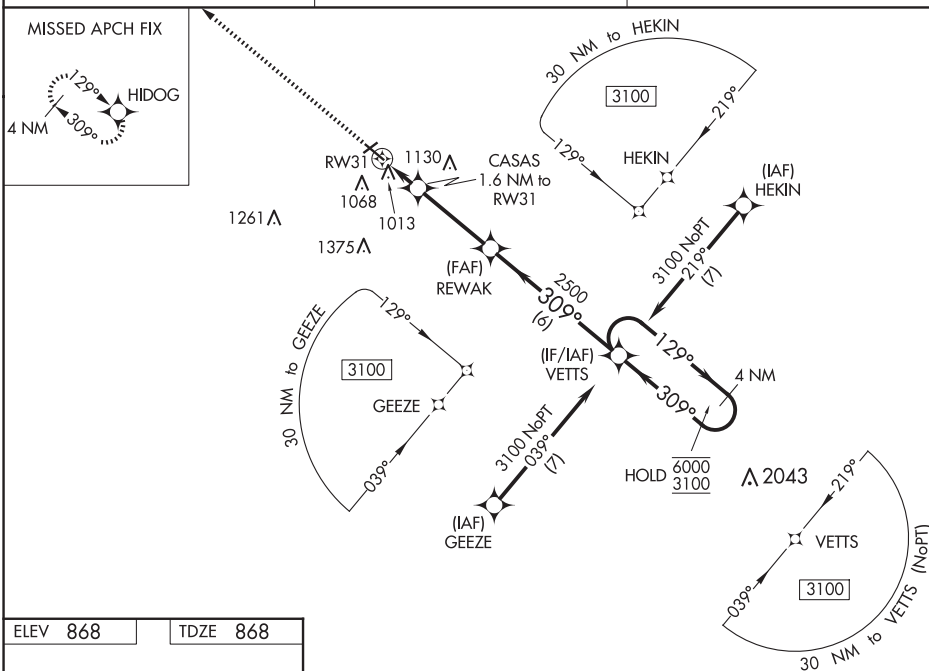 MISSED APCH FIX
129°
HIDOG
4 NM
309°
30 NM to HEKIN
3100
219°
129°
HEKIN
(IAF)
HEKIN
RW31
1130
CASAS
1.6 NM to
RW31
1068
1013
1261
1375
(FAF)
REWAK
3100 NoPT
219°
(7)
2500
309°
(6)
30 NM to GEEZE
129°
3100
GEEZE
039°
(IF/IAF)
VETTS
129°
4 NM
309°
3100 NoPT
039°
(7)
HOLD
6000
3100
2043
(IAF)
GEEZE
219°
VETTS
039°
3100
30 NM to VETTS (NoPT)
ELEV 868
TDZE 868